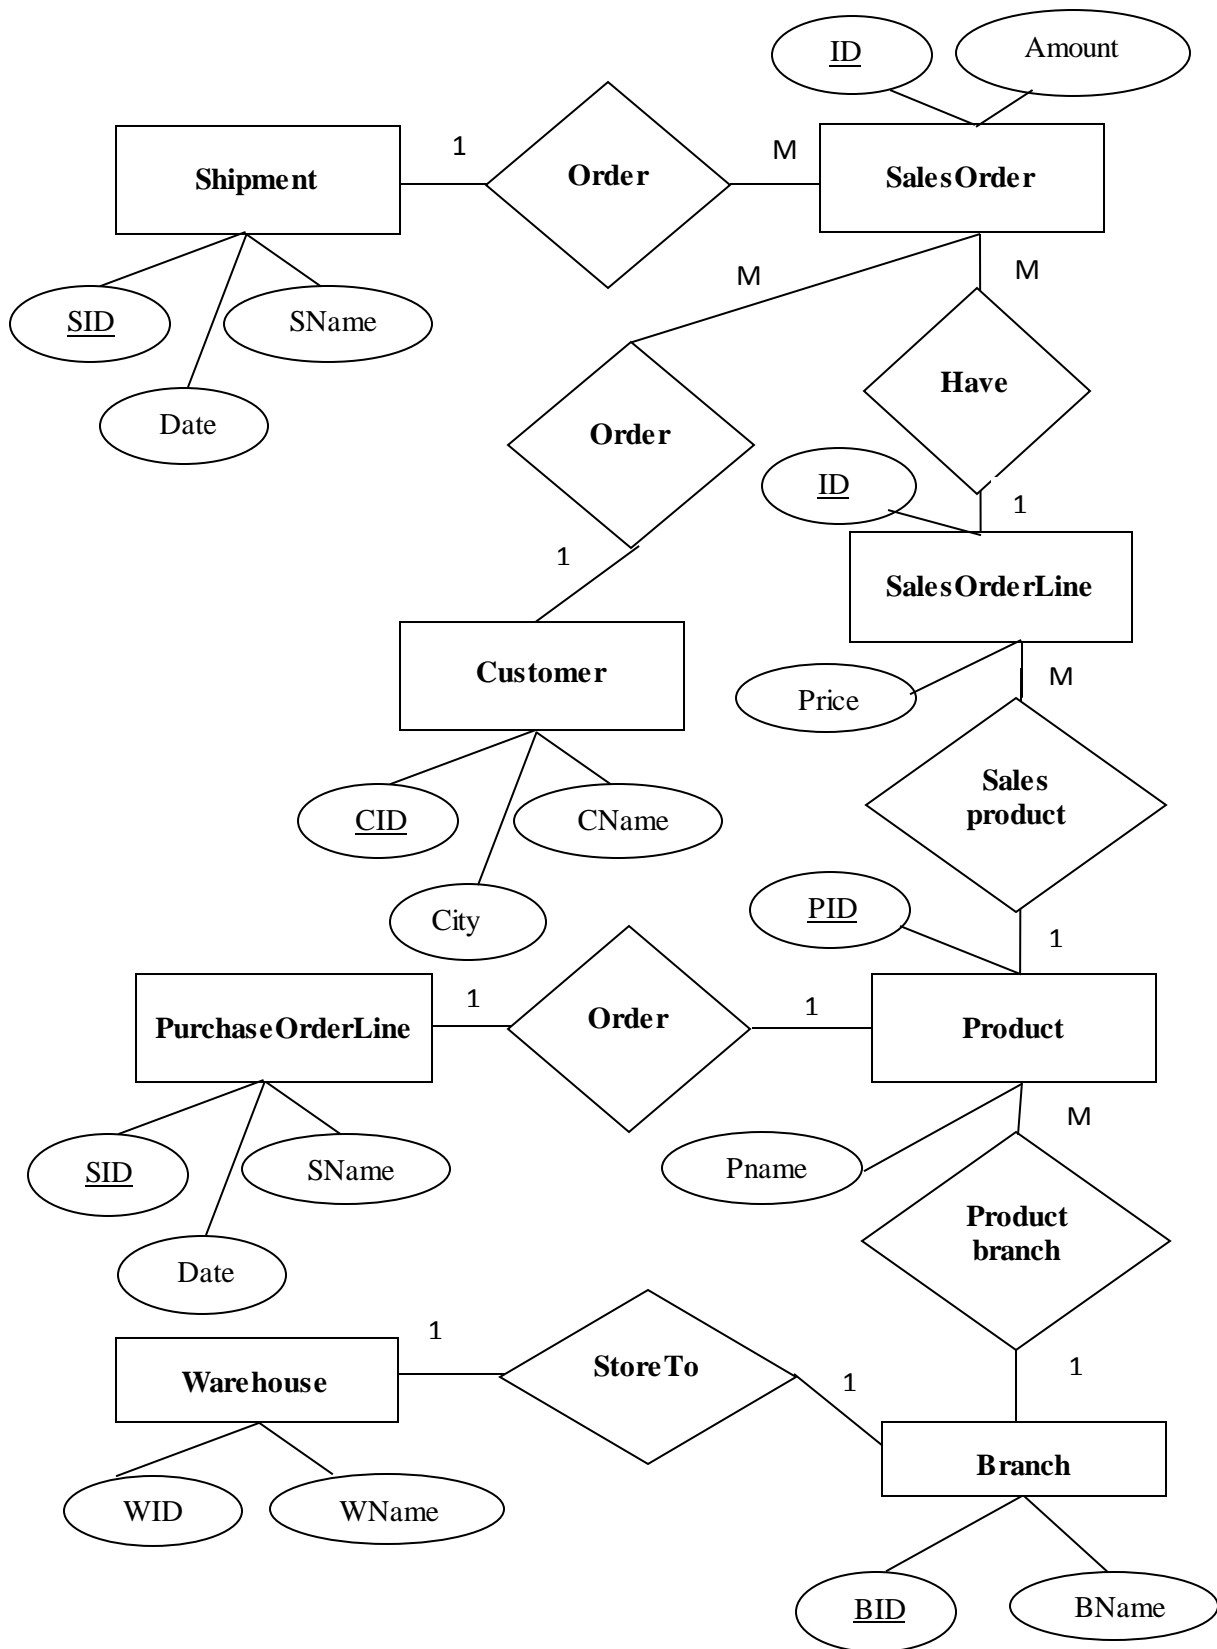 ID
Amount
1
M
Shipment
Order
SalesOrder
M
M
SID
SName
Have
Date
Order
ID
1
1
SalesOrderLine
Customer
M
Price
Sales
product
CID
CName
City
PID
1
1
1
PurchaseOrderLine
Order
Product
M
SID
SName
Pname
Product
branch
Date
1
StoreTo
1
1
Warehouse
Branch
WID
WName
BID
BName